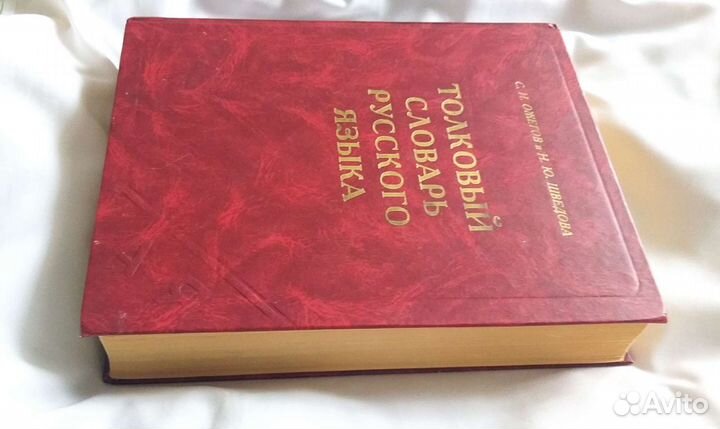 С. И. ОЖЕГОВ и Н. Ю. ШВЕДОВА
ТОЛКОВЫЙ
СЛОВАРЬ
РУССКОГО
ЯЗЫКА
Avito